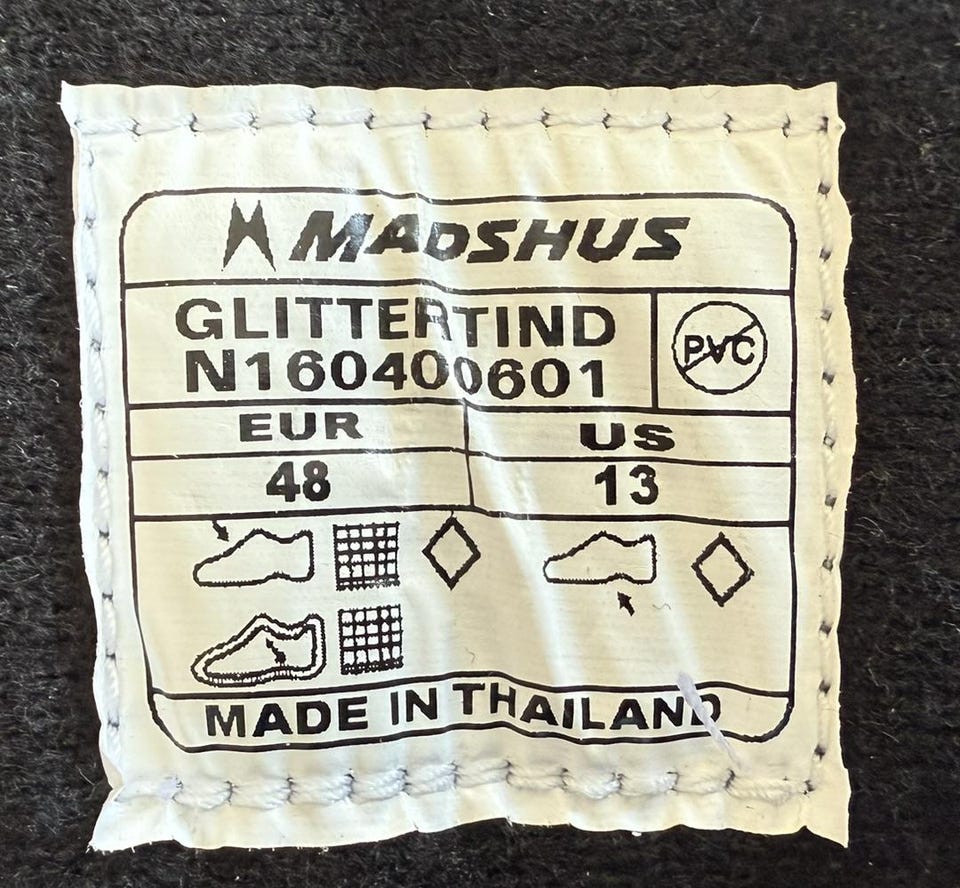 MADSHUS
GLITTERTIND
N160400601
PVC
EUR US
48 13
MADE IN THAILAND